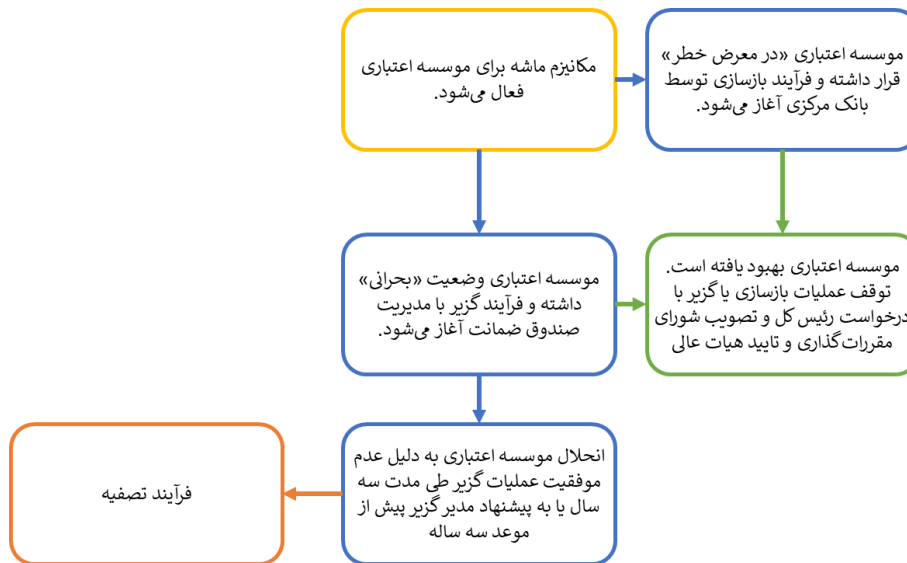 موسسه اعتباری «در معرض خطر»
قرار داشته و فرآیند بازسازی توسط
بانک مرکزی آغاز می‌شود.
مکانیزم ماشه برای موسسه اعتباری
فعال می‌شود.
موسسه اعتباری بهبود یافته است.
توقف عملیات بازسازی یا گزیر با
درخواست رئیس کل و تصویب شورای
مقررات‌گذاری و تایید هیات عالی
موسسه اعتباری وضعیت «بحرانی»
داشته و فرآیند گزیر با مدیریت
صندوق ضمانت آغاز می‌شود.
انحلال موسسه اعتباری به دلیل عدم
موفقیت عملیات گزیر طی مدت سه
سال یا به پیشنهاد مدیر گزیر پیش از
موعد سه ساله
فرآیند تصفیه